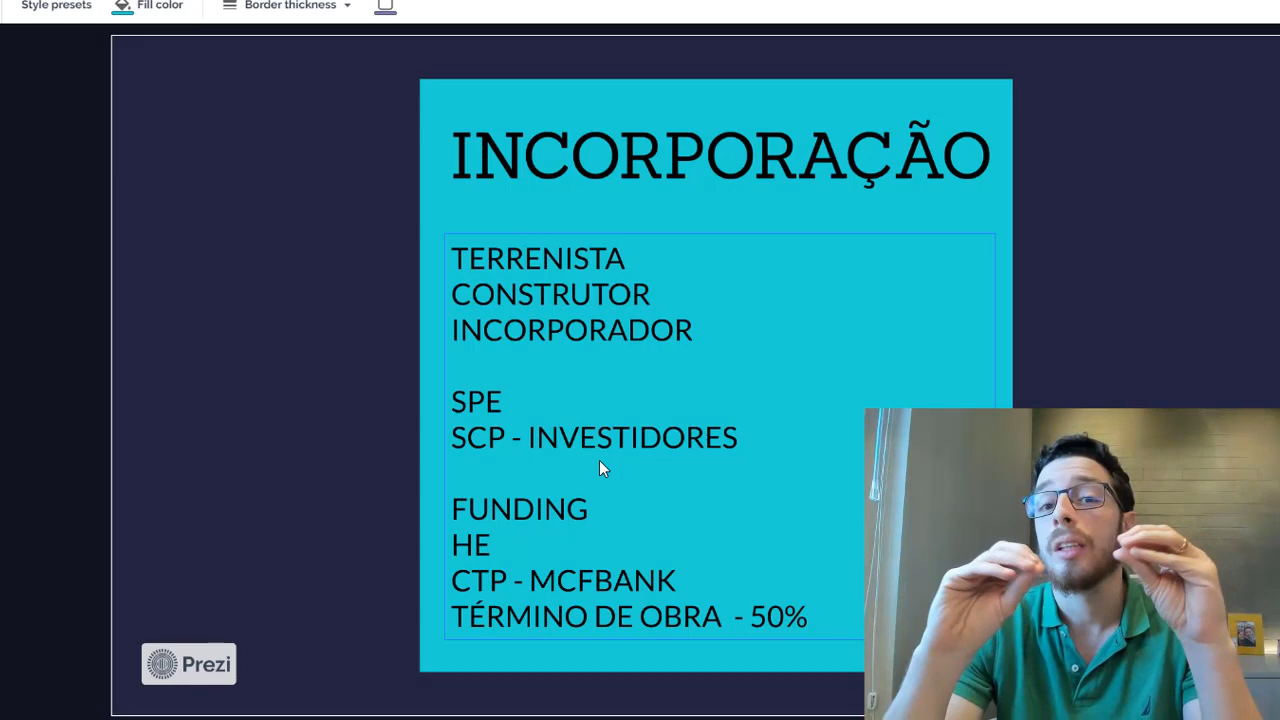 Style presets Fill color Border thickness
INCORPORAÇÃO
TERRENISTA
CONSTRUTOR
INCORPORADOR
SPE
SCP - INVESTIDORES
FUNDING
HE
CTP - MCFBANK
TÉRMINO DE OBRA - 50%
Prezi